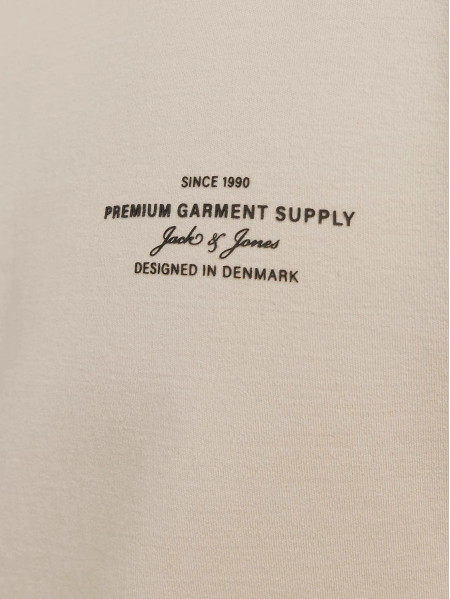 SINCE 1990
PREMIUM GARMENT SUPPLY
Jack & Jones
DESIGNED IN DENMARK